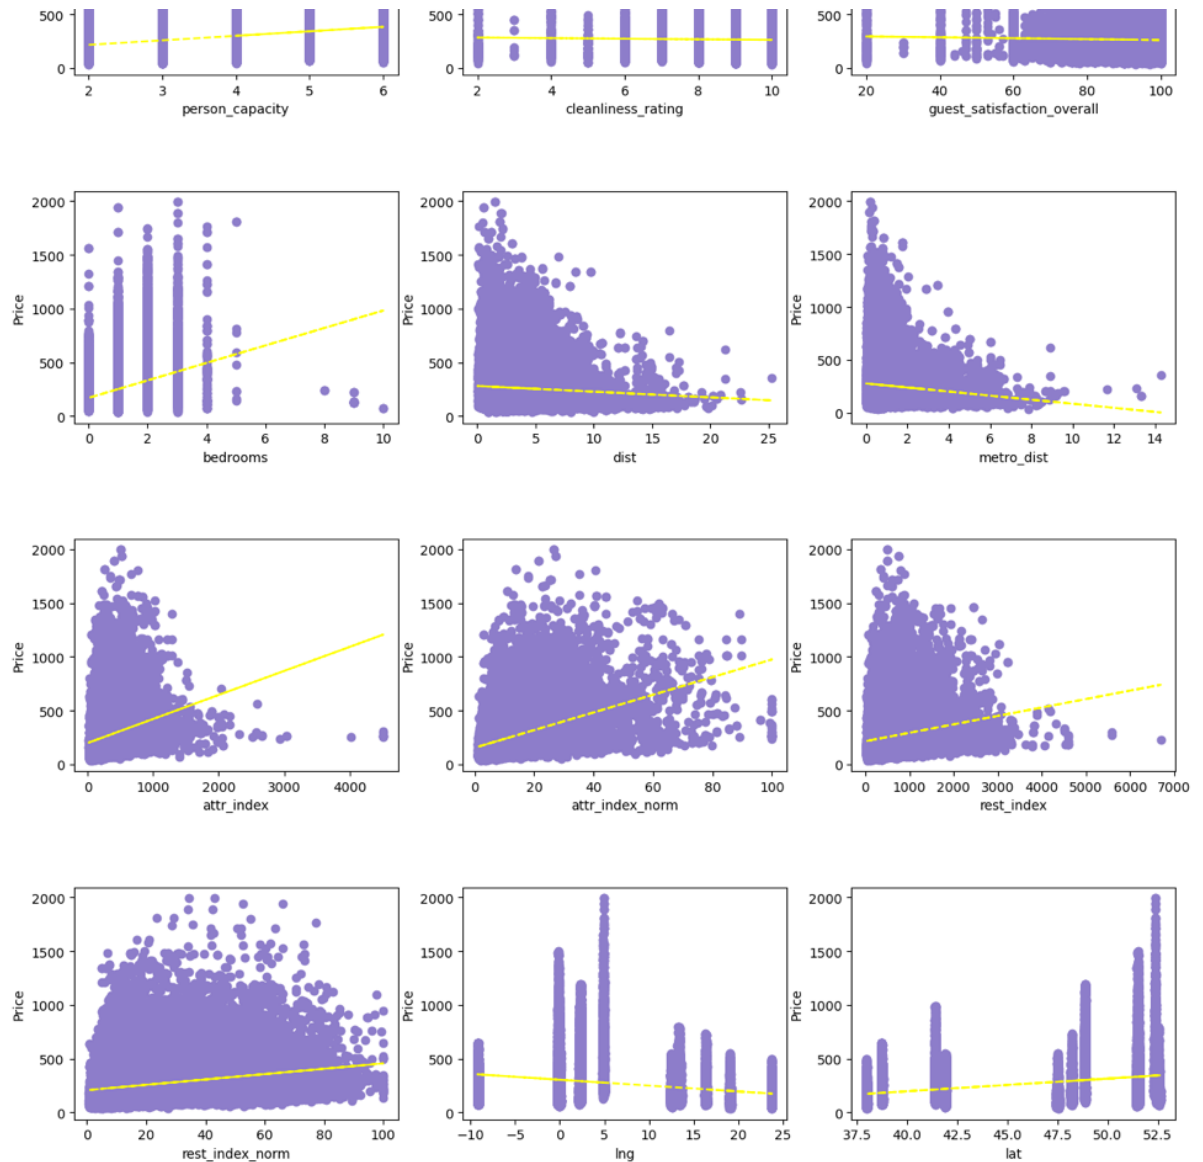 500
0
2 3 4 5 6
person_capacity
500
0
2 4 6 8 10
cleanliness_rating
500
0
20 40 60 80 100
guest_satisfaction_overall
2000
1500
1000
500
0
Price
0 2 4 6 8 10
bedrooms
2000
1500
1000
500
0
Price
0 5 10 15 20 25
dist
2000
1500
1000
500
0
Price
0 2 4 6 8 10 12 14
metro_dist
2000
1500
1000
500
0
Price
0 1000 2000 3000 4000
attr_index
2000
1500
1000
500
0
Price
0 20 40 60 80 100
attr_index_norm
2000
1500
1000
500
0
Price
0 1000 2000 3000 4000 5000 6000 7000
rest_index
2000
1500
1000
500
0
Price
0 20 40 60 80 100
rest_index_norm
2000
1500
1000
500
0
Price
−10 −5 0 5 10 15 20 25
lng
2000
1500
1000
500
0
Price
37.5 40.0 42.5 45.0 47.5 50.0 52.5
lat